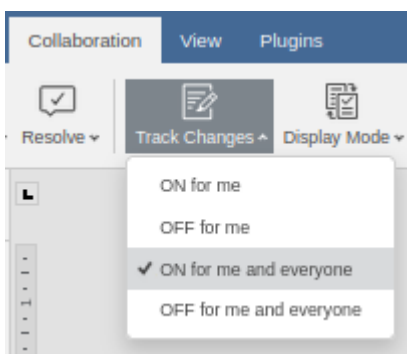 Collaboration View Plugins
Resolve Track Changes Display Mode
ON for me
OFF for me
ON for me and everyone
OFF for me and everyone
1